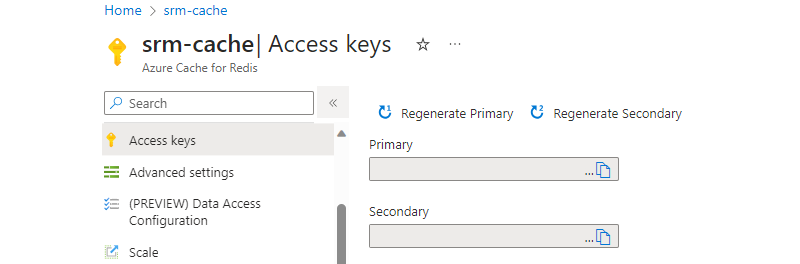 Home > srm-cache
srm-cache| Access keys ☆ ...
Azure Cache for Redis
Search «
Access keys
Advanced settings
(PREVIEW) Data Access
Configuration
Scale
Regenerate Primary Regenerate Secondary
Primary
...
Secondary
...